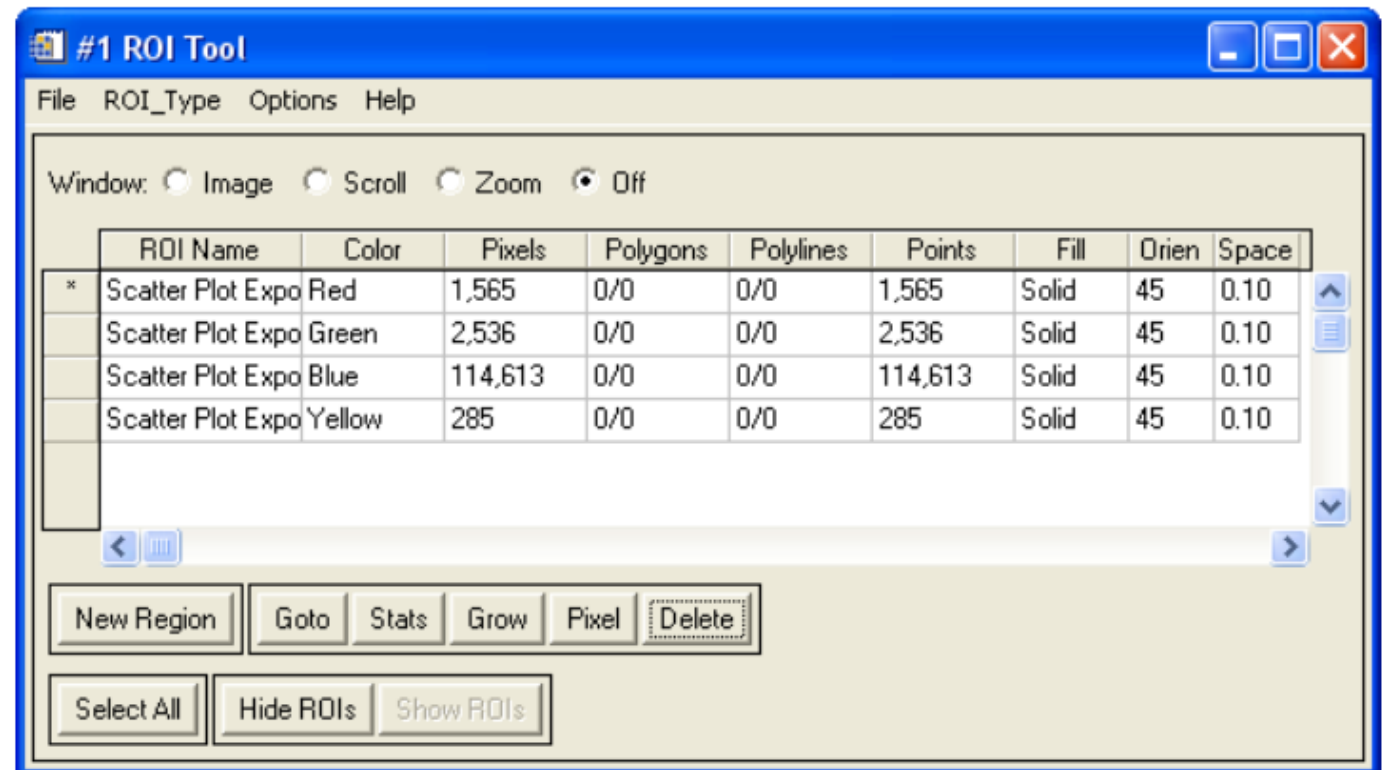 #1 ROI Tool
File ROI_Type Options Help
Window: Image Scroll Zoom Off
ROI Name Color Pixels Polygons Polylines Points Fill Orien Space
* Scatter Plot Expo Red 1,565 0/0 0/0 1,565 Solid 45 0.10
Scatter Plot Expo Green 2,536 0/0 0/0 2,536 Solid 45 0.10
Scatter Plot Expo Blue 114,613 0/0 0/0 114,613 Solid 45 0.10
Scatter Plot Expo Yellow 285 0/0 0/0 285 Solid 45 0.10
New Region Goto Stats Grow Pixel Delete
Select All Hide ROIs Show ROIs